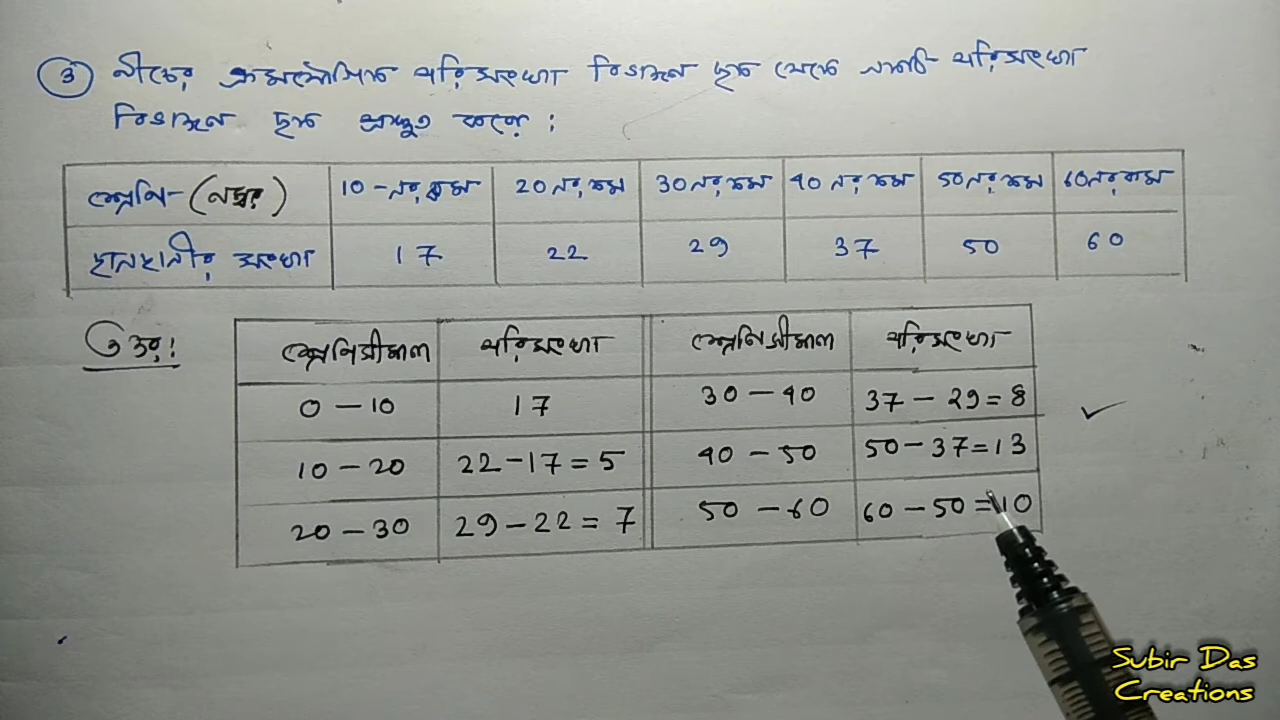 ③ নীচের ক্রমযৌগিক পরিসংখ্যা বিভাজন ছক থেকে একটি পরিসংখ্যা
বিভাজন ছক প্রস্তুত করো :
শ্রেণি-(নম্বর) 10-এর কম 20 এর কম 30 এর কম 40 এর কম 50 এর কম 60 এর কম
ছাত্রছাত্রীর সংখ্যা 17 22 29 37 50 60
উত্তর: শ্রেণিসীমানা পরিসংখ্যা শ্রেণিসীমানা পরিসংখ্যা
0 - 10 17 30 - 40 37 - 29 = 8
10 - 20 22 - 17 = 5 40 - 50 50 - 37 = 13
20 - 30 29 - 22 = 7 50 - 60 60 - 50 = 10
Subir Das
Creations